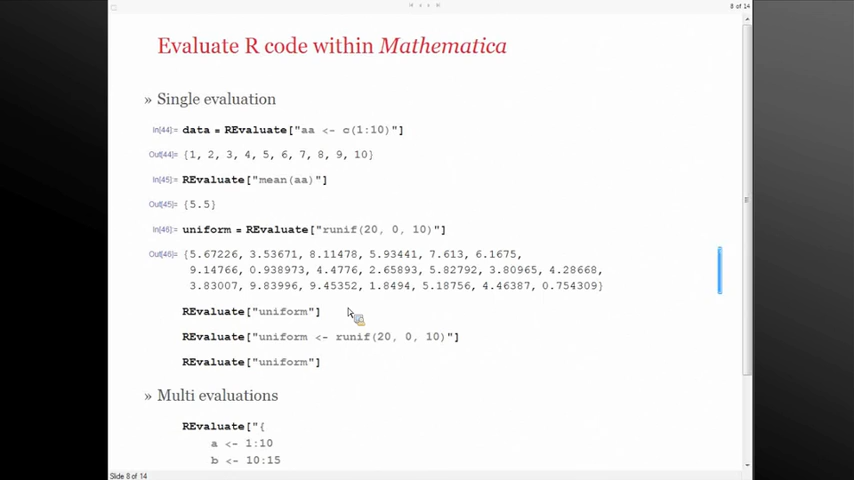 8 of 14
Evaluate R code within Mathematica
» Single evaluation
In[44]:= data = REvaluate["aa <- c(1:10)"]
Out[44]= {1, 2, 3, 4, 5, 6, 7, 8, 9, 10}
In[45]:= REvaluate["mean(aa)"]
Out[45]= {5.5}
In[46]:= uniform = REvaluate["runif(20, 0, 10)"]
Out[46]= {5.67226, 3.53671, 8.11478, 5.93441, 7.613, 6.1675,
9.14766, 0.938973, 4.4776, 2.65893, 5.82792, 3.80965, 4.28668,
3.83007, 9.83996, 9.45352, 1.8494, 5.18756, 4.46387, 0.754309}
REvaluate["uniform"]
REvaluate["uniform <- runif(20, 0, 10)"]
REvaluate["uniform"]
» Multi evaluations
REvaluate["{
a <- 1:10
b <- 10:15
Slide 8 of 14